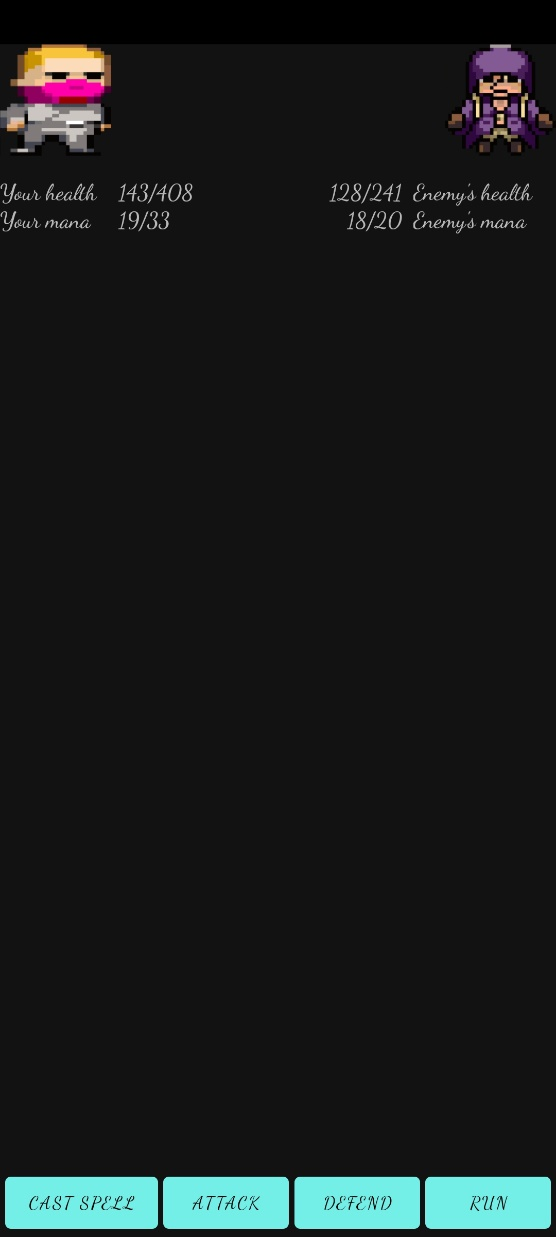 Your health 143/408 128/241 Enemy's health
Your mana 19/33 18/20 Enemy's mana
CAST SPELL ATTACK DEFEND RUN